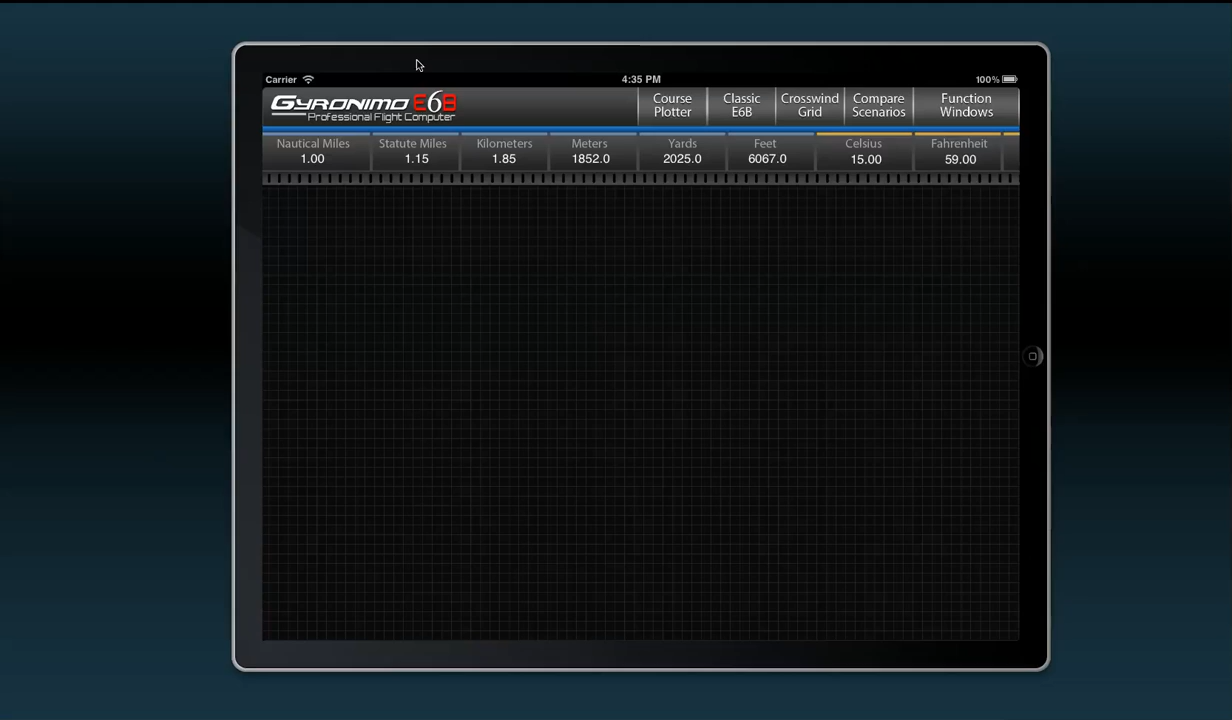 Carrier 4:35 PM 100%
GYRONIMO E6B
Professional Flight Computer
Course Plotter
Classic E6B
Crosswind Grid
Compare Scenarios
Function Windows
Nautical Miles Statute Miles Kilometers Meters Yards Feet Celsius Fahrenheit
1.00 1.15 1.85 1852.0 2025.0 6067.0 15.00 59.00